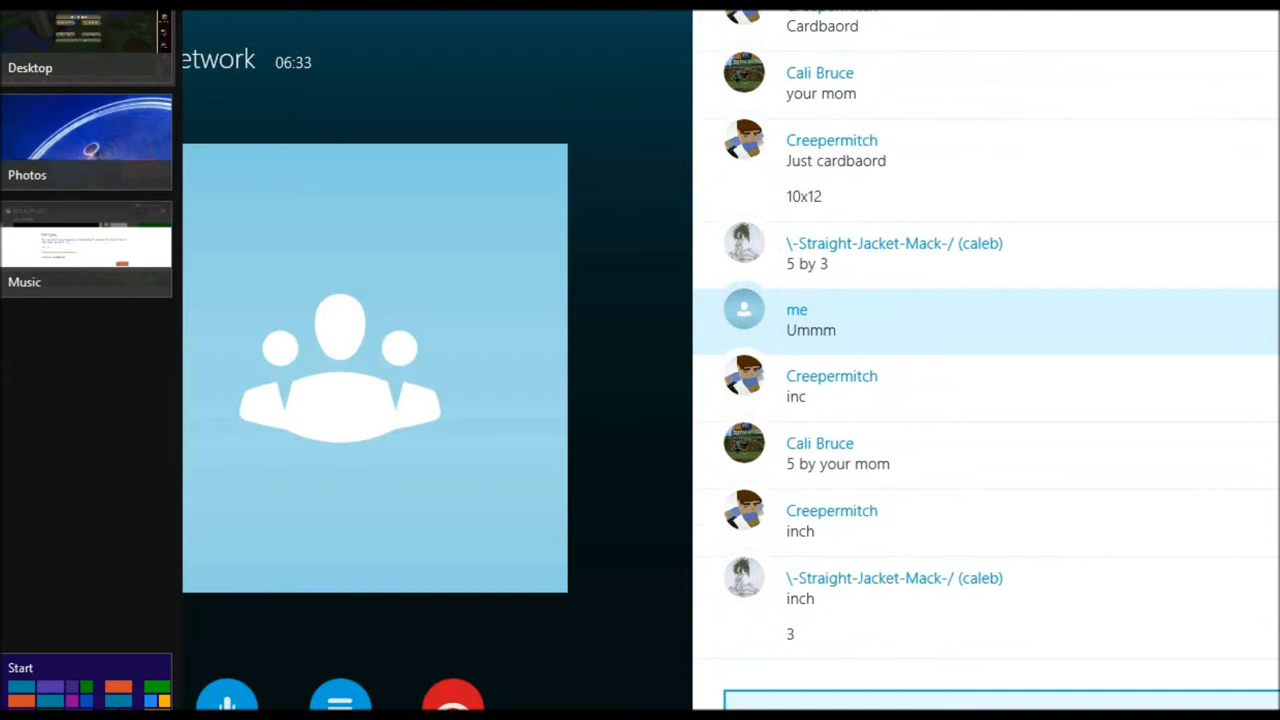 Desktop
Photos
Music
Start
etwork 06:33
Cardbaord
Cali Bruce
your mom
Creepermitch
Just cardbaord
10x12
\-Straight-Jacket-Mack-/ (caleb)
5 by 3
me
Ummm
Creepermitch
inc
Cali Bruce
5 by your mom
Creepermitch
inch
\-Straight-Jacket-Mack-/ (caleb)
inch
3